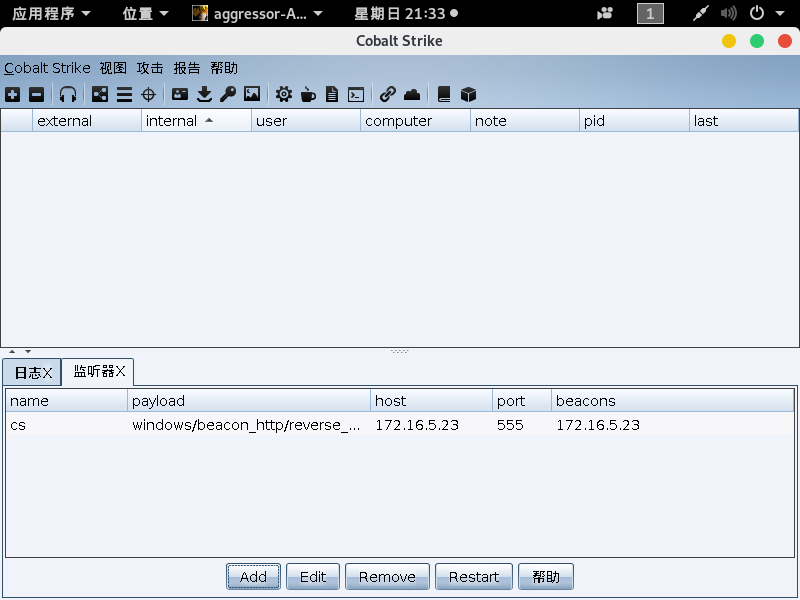 应用程序 位置 aggressor-A... 星期日 21:33 1
Cobalt Strike
Cobalt Strike 视图 攻击 报告 帮助
external internal user computer note pid last
日志X 监听器X
name payload host port beacons
cs windows/beacon_http/reverse_... 172.16.5.23 555 172.16.5.23
Add Edit Remove Restart 帮助